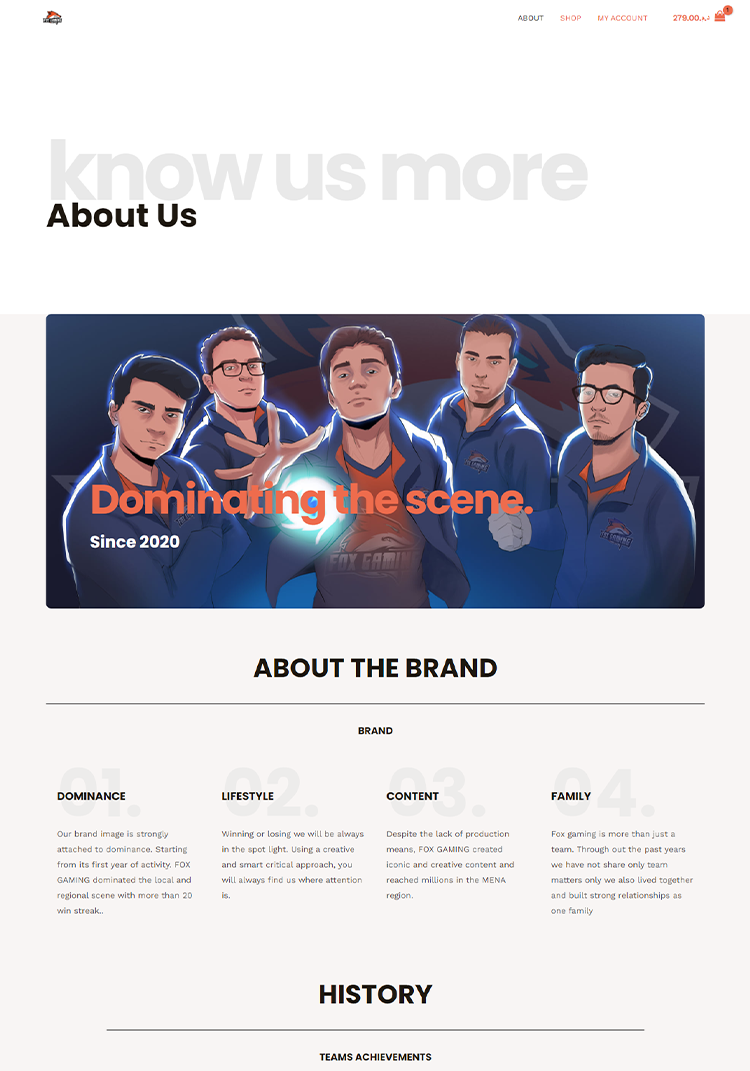 FOX GAMING
ABOUT SHOP MY ACCOUNT 279.00 د.م. 1
know us more
About Us
Dominating the scene.
Since 2020
FOX GAMI
ABOUT THE BRAND
BRAND
01. 02. 03. 04.
DOMINANCE
Our brand image is strongly
attached to dominance. Starting
from its first year of activity. FOX
GAMING dominated the local and
regional scene with more than 20
win streak..
LIFESTYLE
Winning or losing we will be always
in the spot light. Using a creative
and smart critical approach, you
will always find us where attention
is.
CONTENT
Despite the lack of production
means, FOX GAMING created
iconic and creative content and
reached millions in the MENA
region.
FAMILY
Fox gaming is more than just a
team. Through out the past years
we have not share only team
matters only we also lived together
and built strong relationships as
one family
HISTORY
TEAMS ACHIEVEMENTS